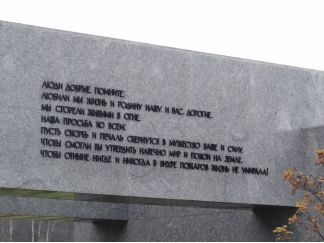 ЛЮДИ ДОБРЫЕ, ПОМНИТЕ:
ЛЮБИЛИ МЫ ЖИЗНЬ И РОДИНУ НАШУ, И ВАС, ДОРОГИЕ.
МЫ СГОРЕЛИ ЖИВЫМИ В ОГНЕ.
НАША ПРОСЬБА КО ВСЕМ:
ПУСТЬ СКОРБЬ И ПЕЧАЛЬ ОБЕРНУТСЯ В МУЖЕСТВО ВАШЕ И СИЛУ,
ЧТОБЫ СМОГЛИ ВЫ УТВЕРДИТЬ НАВЕЧНО МИР И ПОКОЙ НА ЗЕМЛЕ.
ЧТОБЫ ОТНЫНЕ НИГДЕ И НИКОГДА В ВИХРЕ ПОЖАРОВ ЖИЗНЬ НЕ УМИРАЛА!